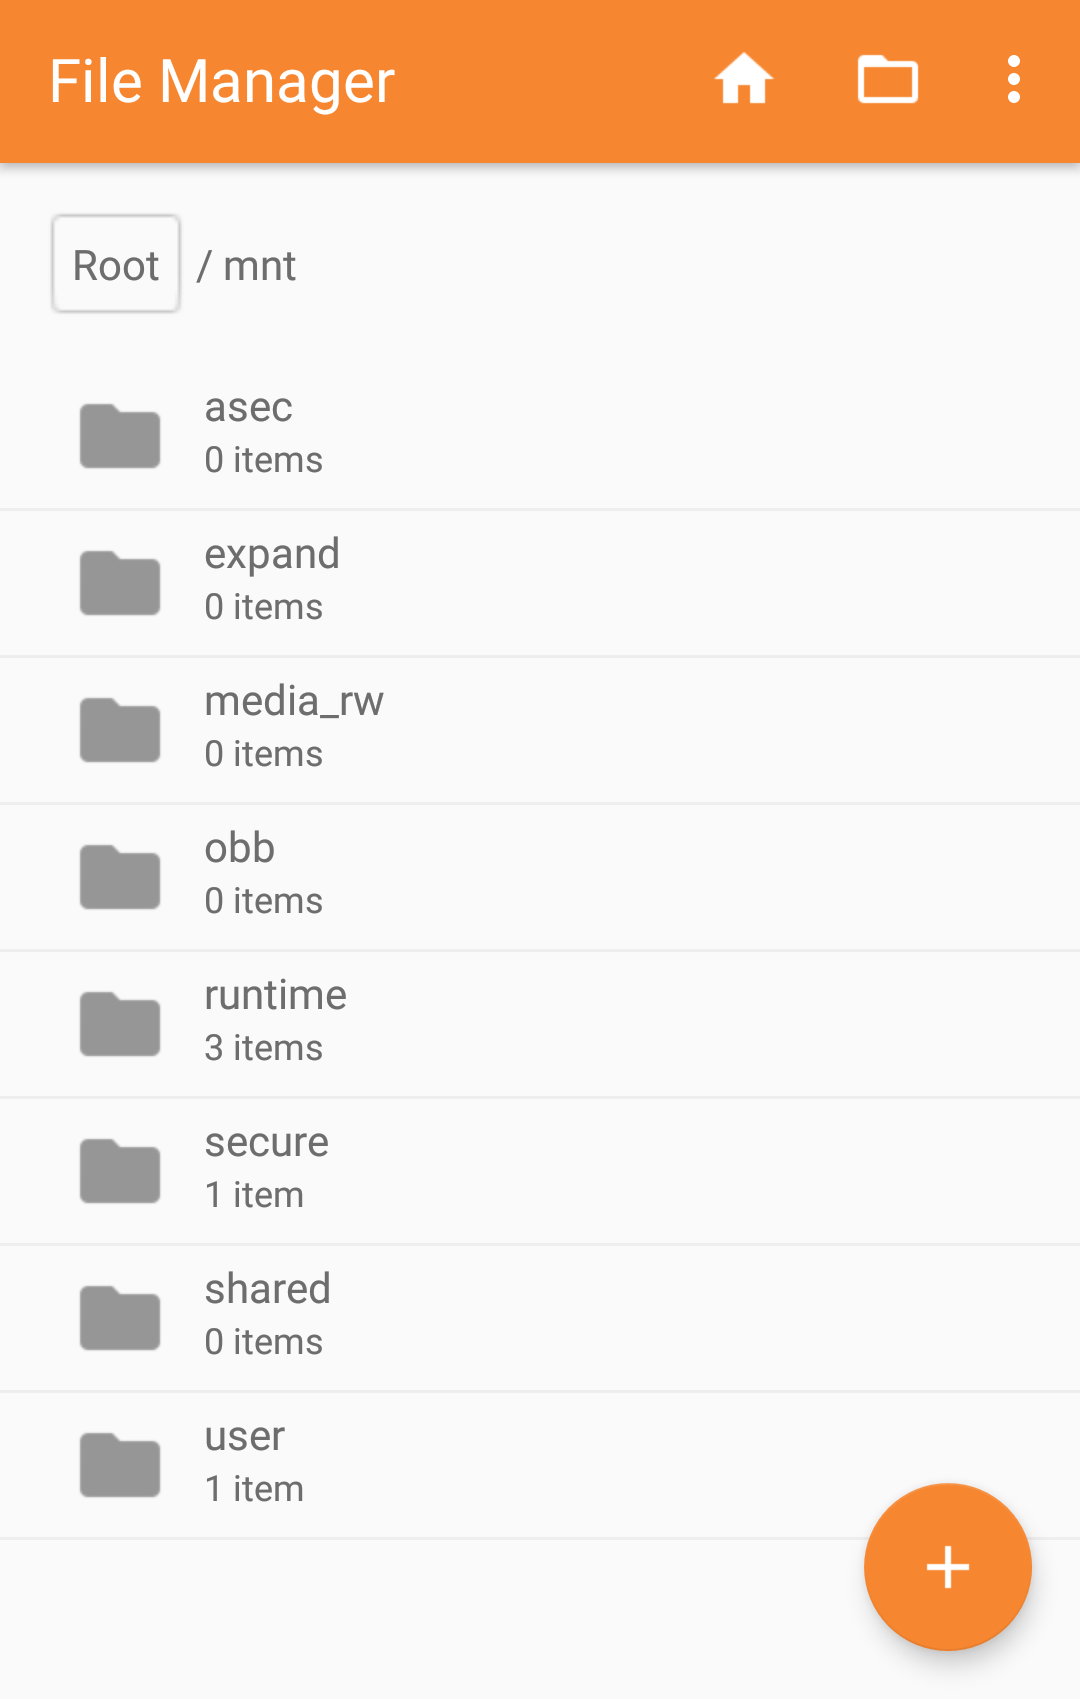 File Manager
Root / mnt
asec
0 items
expand
0 items
media_rw
0 items
obb
0 items
runtime
3 items
secure
1 item
shared
0 items
user
1 item